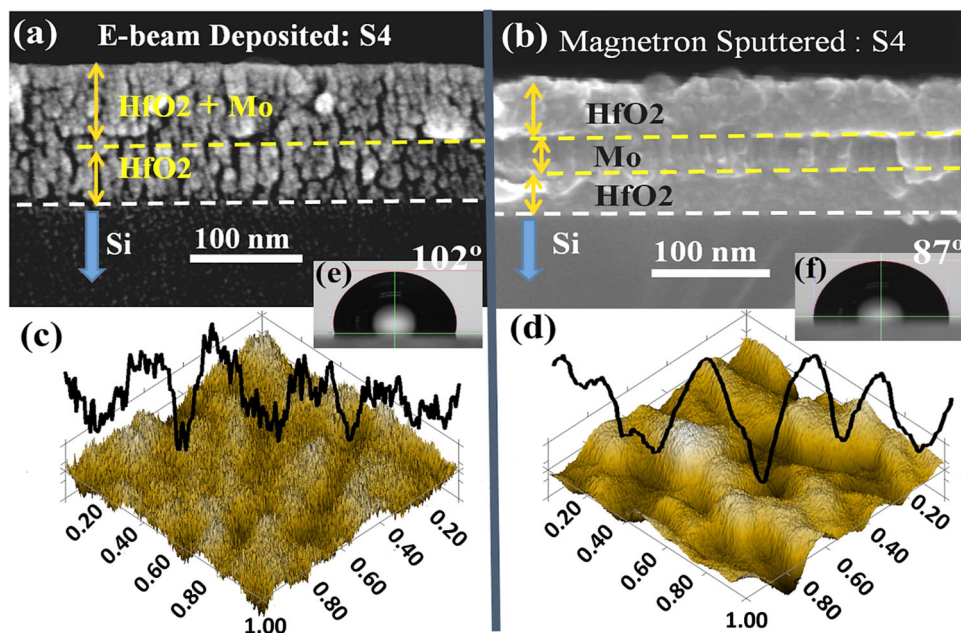 (a) E-beam Deposited: S4
HfO2 + Mo
HfO2
Si
100 nm
102°
(e)
(b) Magnetron Sputtered : S4
HfO2
Mo
HfO2
Si
100 nm
87°
(f)
(c)
0.20
0.40
0.60
0.80
1.00
0.80
0.60
0.40
0.20
(d)
0.20
0.40
0.60
0.80
1.00
0.80
0.60
0.40
0.20